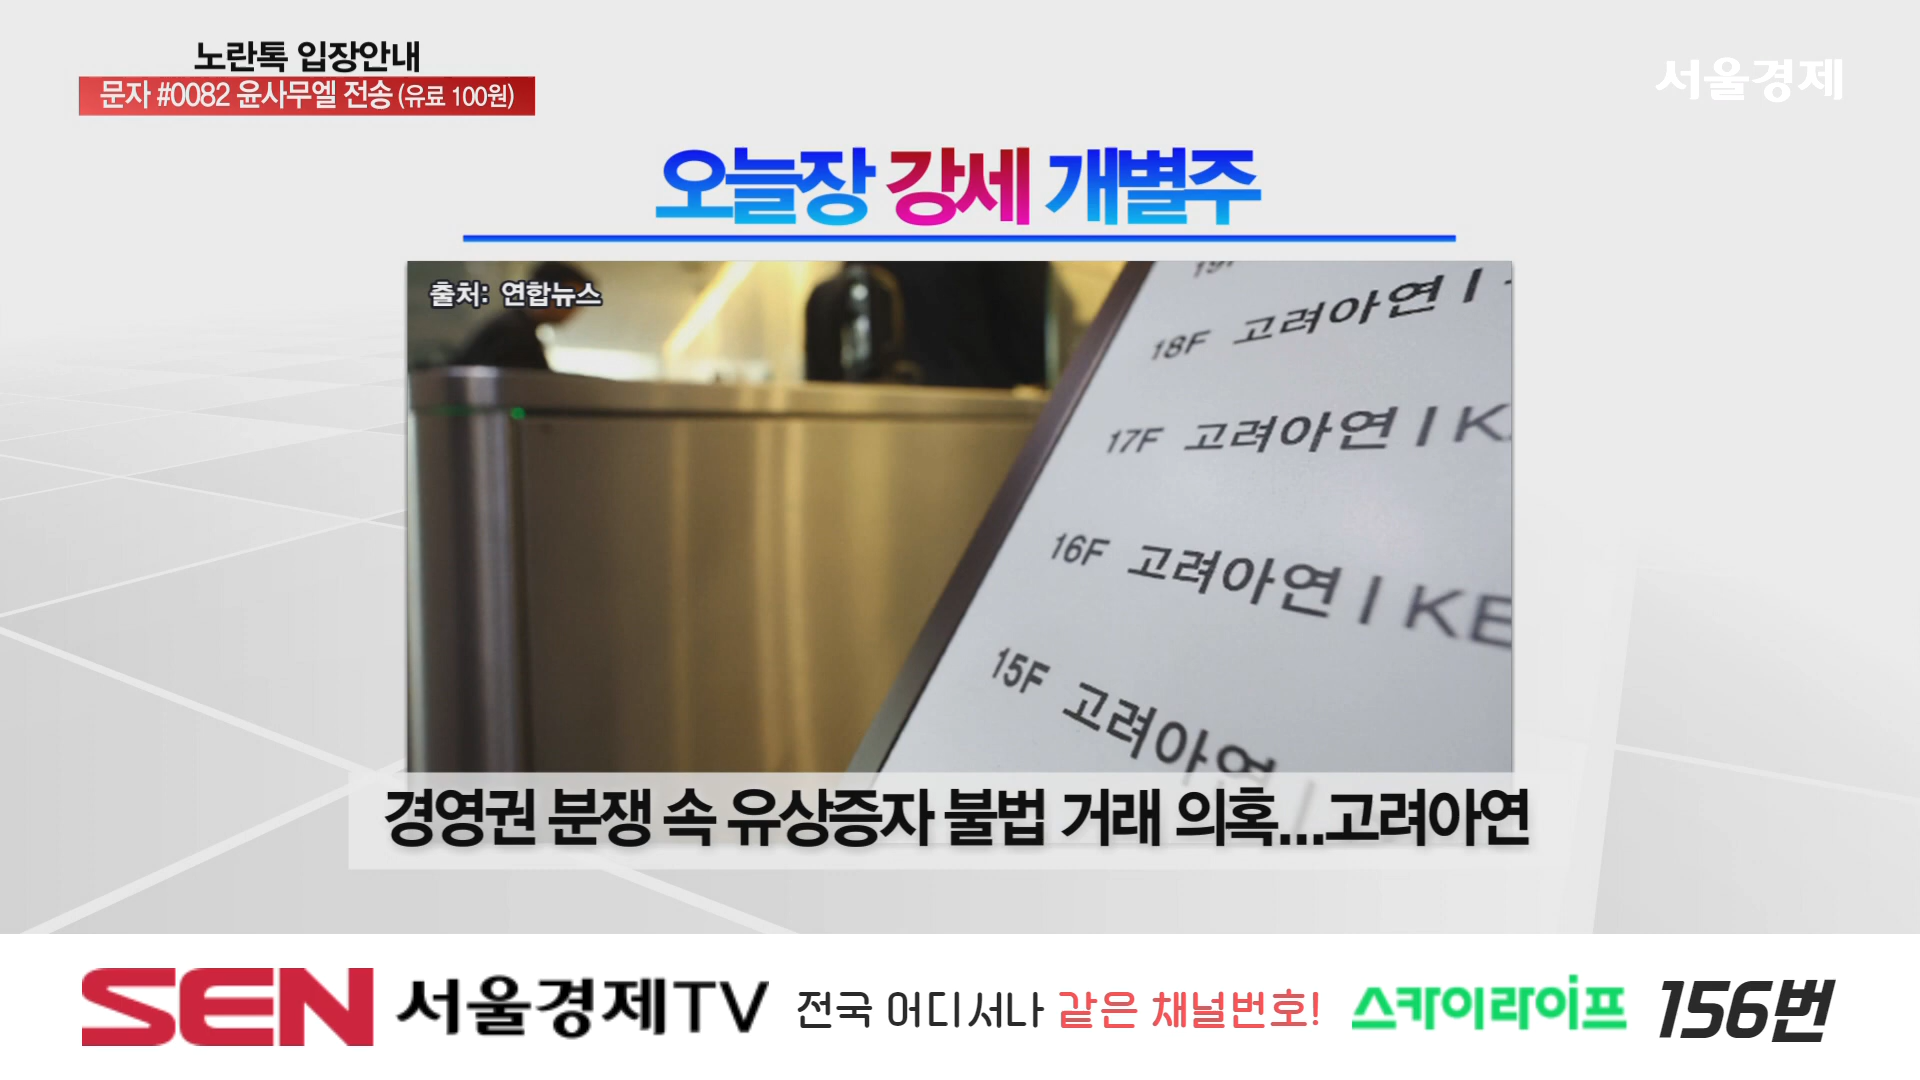 노란톡 입장안내
문자 #0082 윤사무엘 전송 (유료 100원)
서울경제
오늘장 강세 개별주
출처: 연합뉴스
19F
18F 고려아연 |
17F 고려아연 | K
16F 고려아연 | KE
15F 고려아연 |
경영권 분쟁 속 유상증자 불법 거래 의혹...고려아연
SEN 서울경제TV 전국 어디서나 같은 채널번호! 스카이라이프 156번